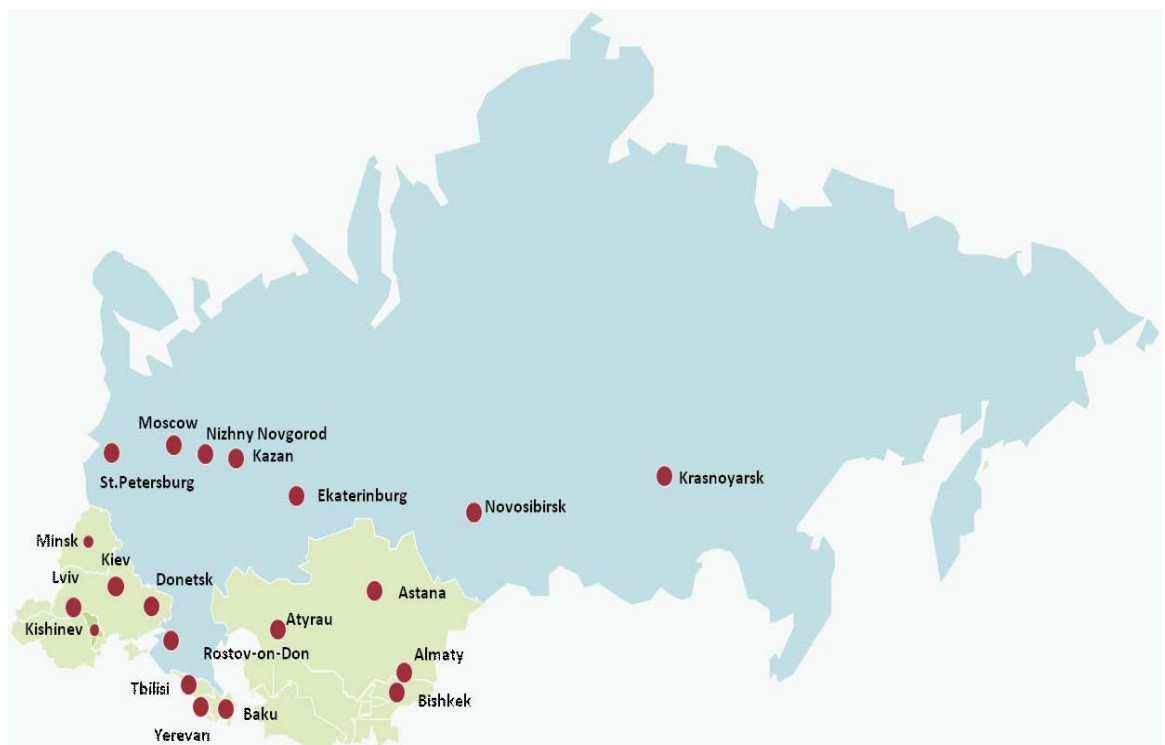 Moscow
Nizhny Novgorod
Kazan
St.Petersburg
Krasnoyarsk
Ekaterinburg
Novosibirsk
Minsk
Kiev
Lviv
Donetsk
Astana
Atyrau
Kishinev
Rostov-on-Don
Almaty
Tbilisi
Bishkek
Baku
Yerevan